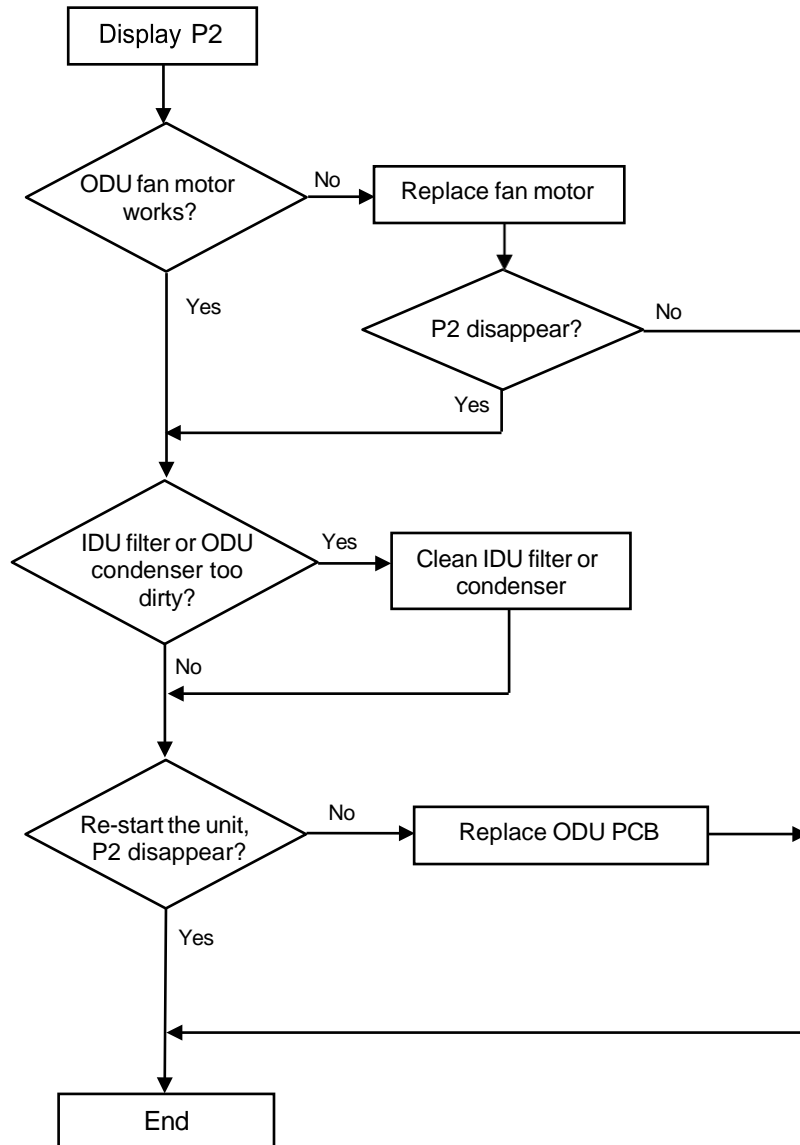 Display P2
ODU fan motor
works?
No
Replace fan motor
Yes
P2 disappear?
No
Yes
IDU filter or ODU
condenser too
dirty?
Yes
Clean IDU filter or
condenser
No
Re-start the unit,
P2 disappear?
No
Replace ODU PCB
Yes
End